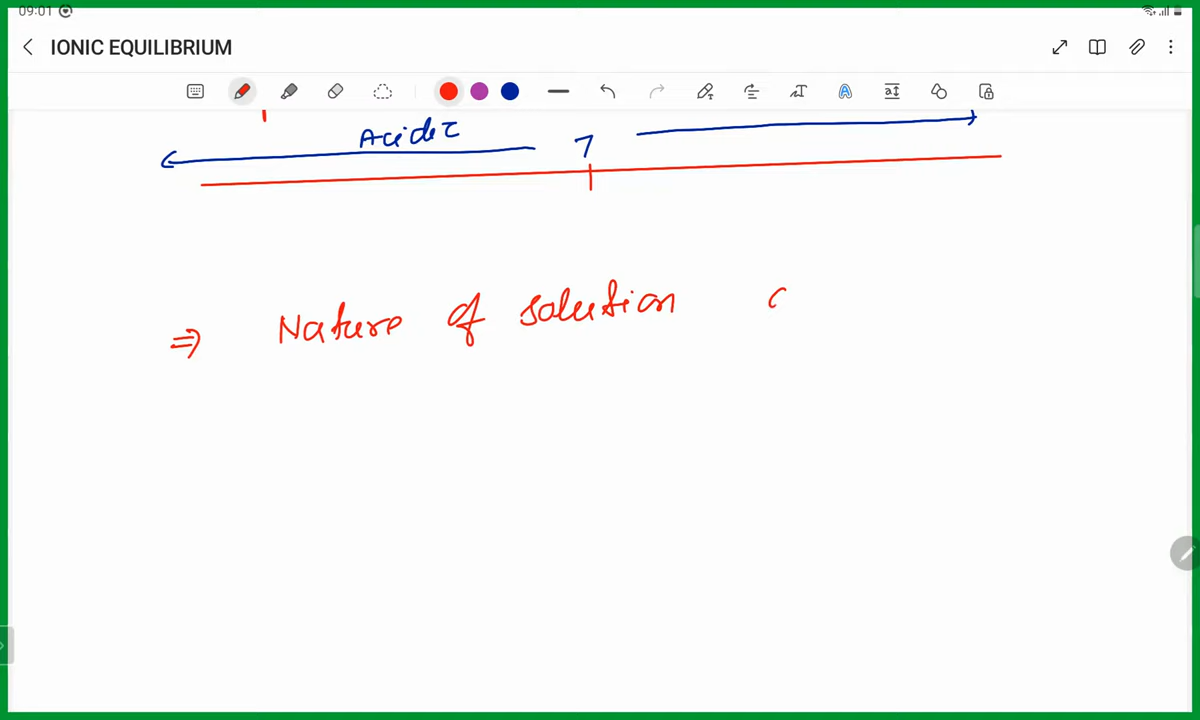 09:01
IONIC EQUILIBRIUM
Acidic
7
⇒ Nature of solution